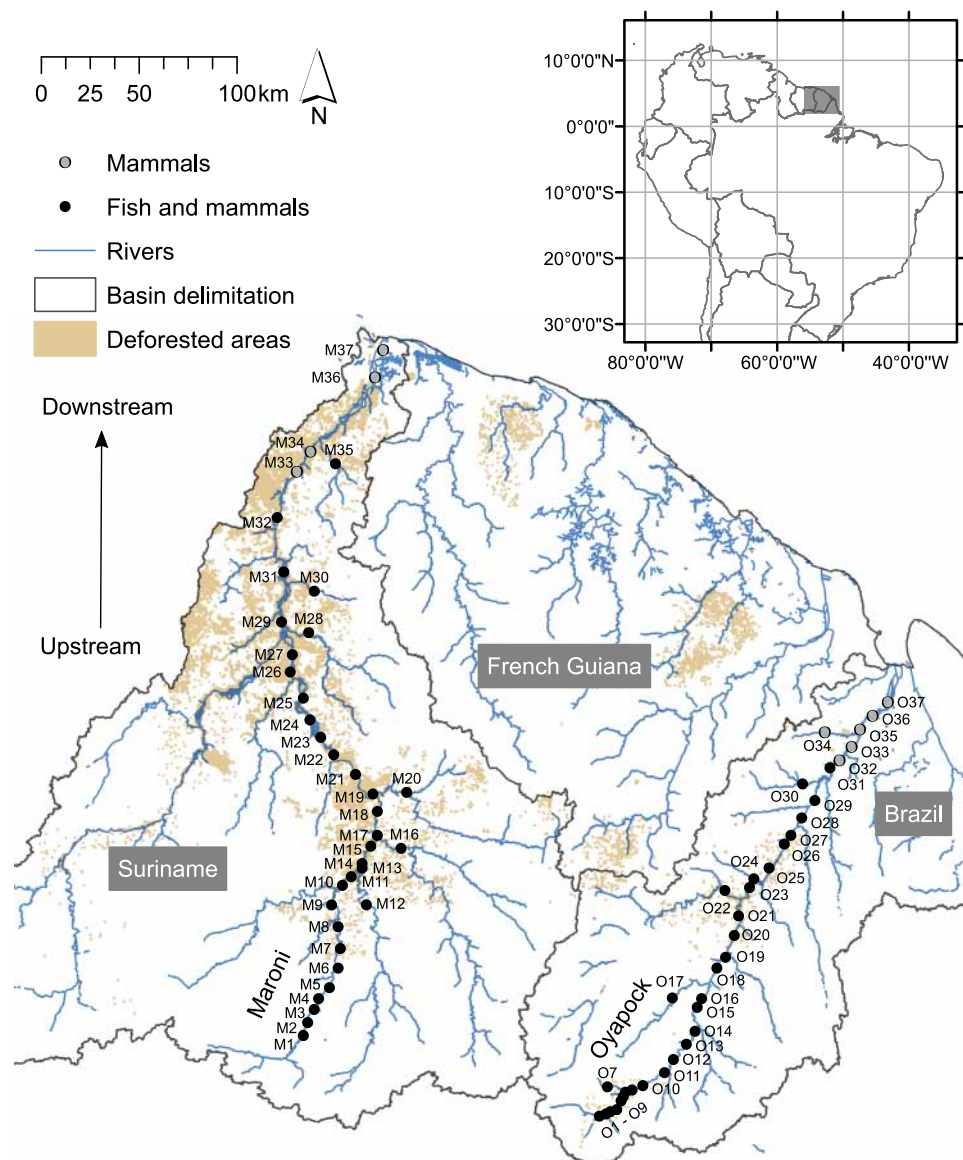 0 25 50 100 km
N
Mammals
Fish and mammals
Rivers
Basin delimitation
Deforested areas
10°0'0"N
0°0'0"
10°0'0"S
20°0'0"S
30°0'0"S
80°0'0"W 60°0'0"W 40°0'0"W
Downstream
Upstream
M37
M36
M34
M35
M33
M32
M31
M30
M29
M28
M27
M26
M25
M24
M23
M22
M21
M20
M19
M18
M17
M16
M15
M14
M13
M11
M10
M12
M9
M8
M7
M6
M5
M4
M3
M2
M1
Maroni
Suriname
French Guiana
Brazil
Oyapock
O37
O36
O35
O34
O33
O32
O31
O30
O29
O28
O27
O26
O25
O24
O23
O22
O21
O20
O19
O18
O17
O16
O15
O14
O13
O12
O11
O7
O10
O1 - O9